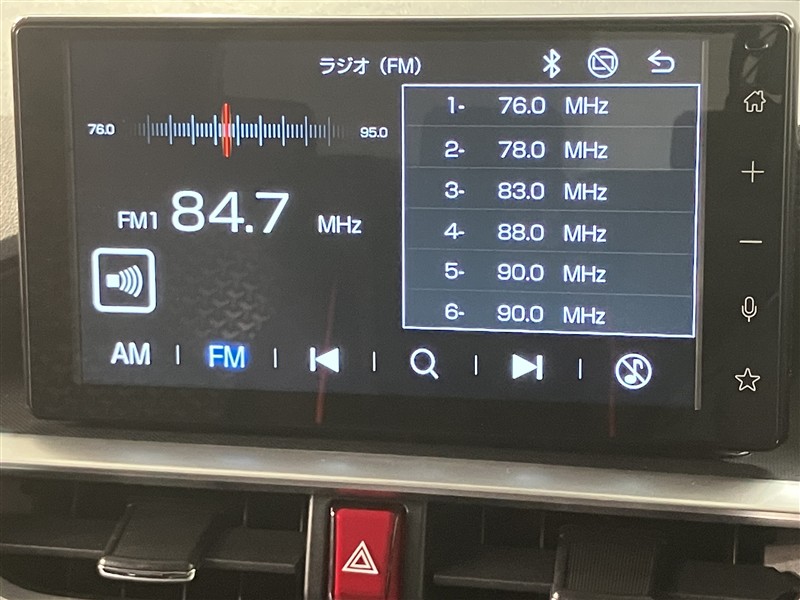 ラジオ（FM）
76.0 95.0
FM1 84.7 MHz
1- 76.0 MHz
2- 78.0 MHz
3- 83.0 MHz
4- 88.0 MHz
5- 90.0 MHz
6- 90.0 MHz
AM | FM | | | |